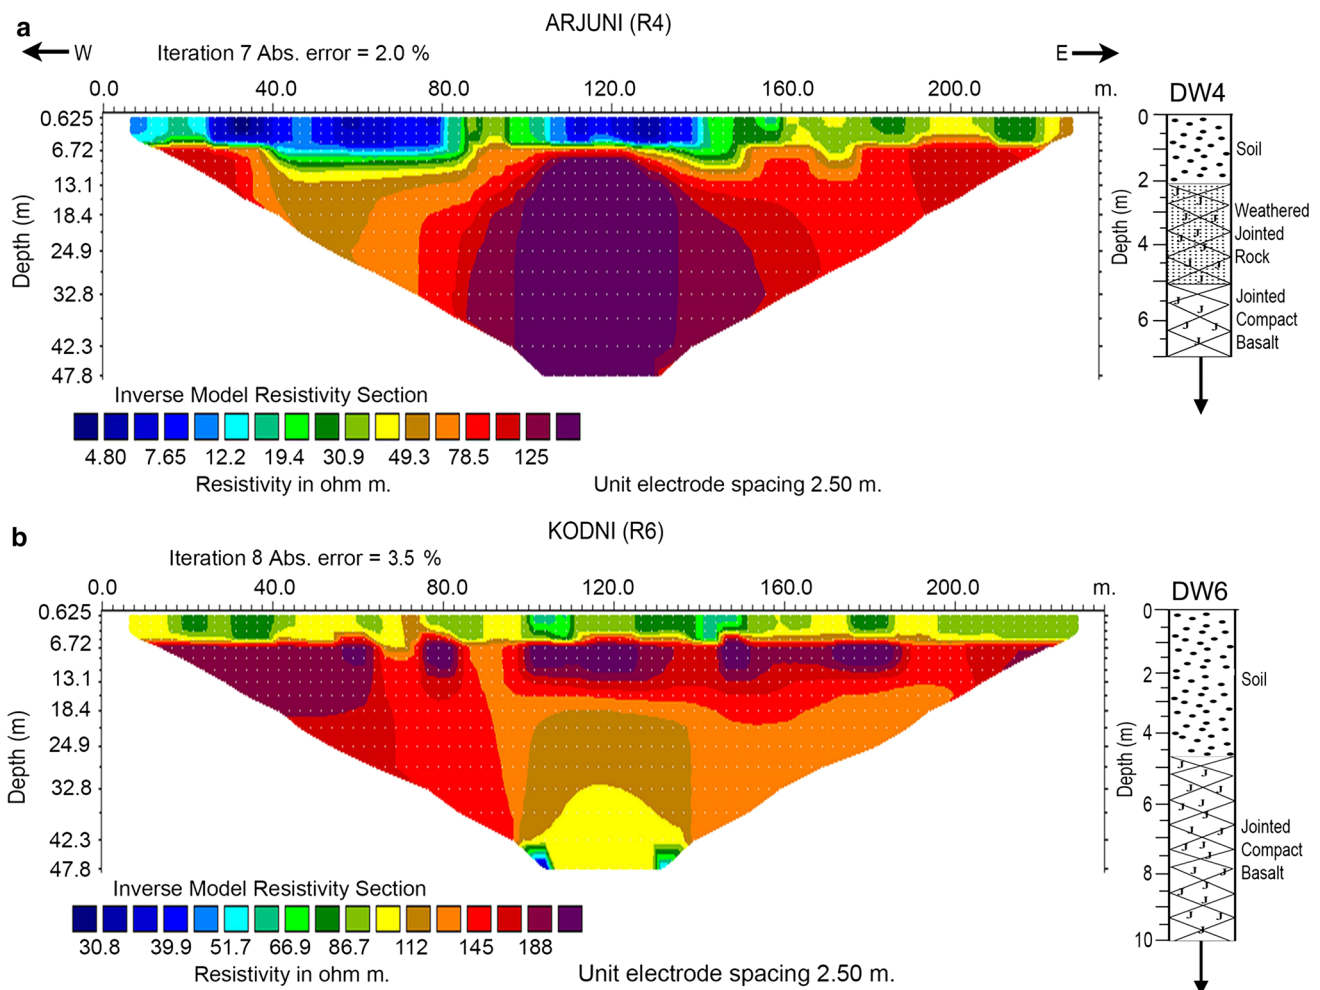 a
ARJUNI (R4)
W
Iteration 7 Abs. error = 2.0 %
E
0.0 40.0 80.0 120.0 160.0 200.0 m.
Depth (m)
0.625
6.72
13.1
18.4
24.9
32.8
42.3
47.8
Inverse Model Resistivity Section
4.80 7.65 12.2 19.4 30.9 49.3 78.5 125
Resistivity in ohm m.
Unit electrode spacing 2.50 m.
DW4
Depth (m)
0
2
4
6
Soil
Weathered
Jointed
Rock
Jointed
Compact
Basalt
b
KODNI (R6)
Iteration 8 Abs. error = 3.5 %
0.0 40.0 80.0 120.0 160.0 200.0 m.
Depth (m)
0.625
6.72
13.1
18.4
24.9
32.8
42.3
47.8
Inverse Model Resistivity Section
30.8 39.9 51.7 66.9 86.7 112 145 188
Resistivity in ohm m.
Unit electrode spacing 2.50 m.
DW6
Depth (m)
0
2
4
6
8
10
Soil
Jointed
Compact
Basalt